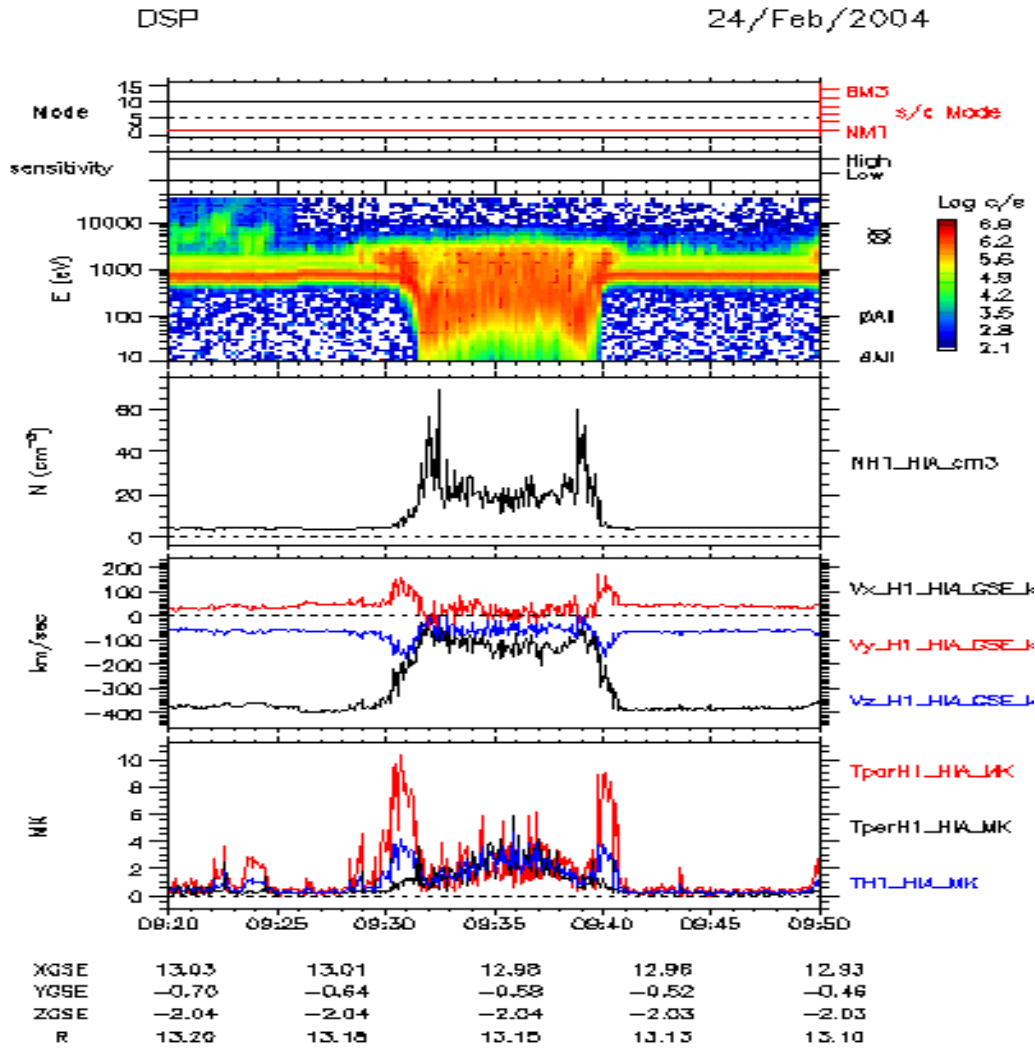 DSP 24/Feb/2004
15
10
5
0
Mode
BM3
s/c Mode
NM1
sensitivity
High
Low
10000
1000
100
10
E (eV)
Log c/s
6.9
6.2
5.6
4.9
4.2
3.5
2.8
2.1
60
40
20
0
N (cm⁻³)
NH1_HIA_cm3
200
100
0
−100
−200
−300
−400
km/sec
Vx_H1_HIA_GSE_k
Vy_H1_HIA_GSE_k
Vz_H1_HIA_GSE_k
10
8
6
4
2
0
MK
TparH1_HIA_MK
TperH1_HIA_MK
TH1_HIA_MK
09:20 09:25 09:35 09:40 09:45 09:50
XGSE 13.03 13.01 12.98 12.96 12.93
YGSE −0.70 −0.64 −0.58 −0.52 −0.46
ZGSE −2.04 −2.04 −2.04 −2.03 −2.03
R 13.20 13.18 13.15 13.13 13.10